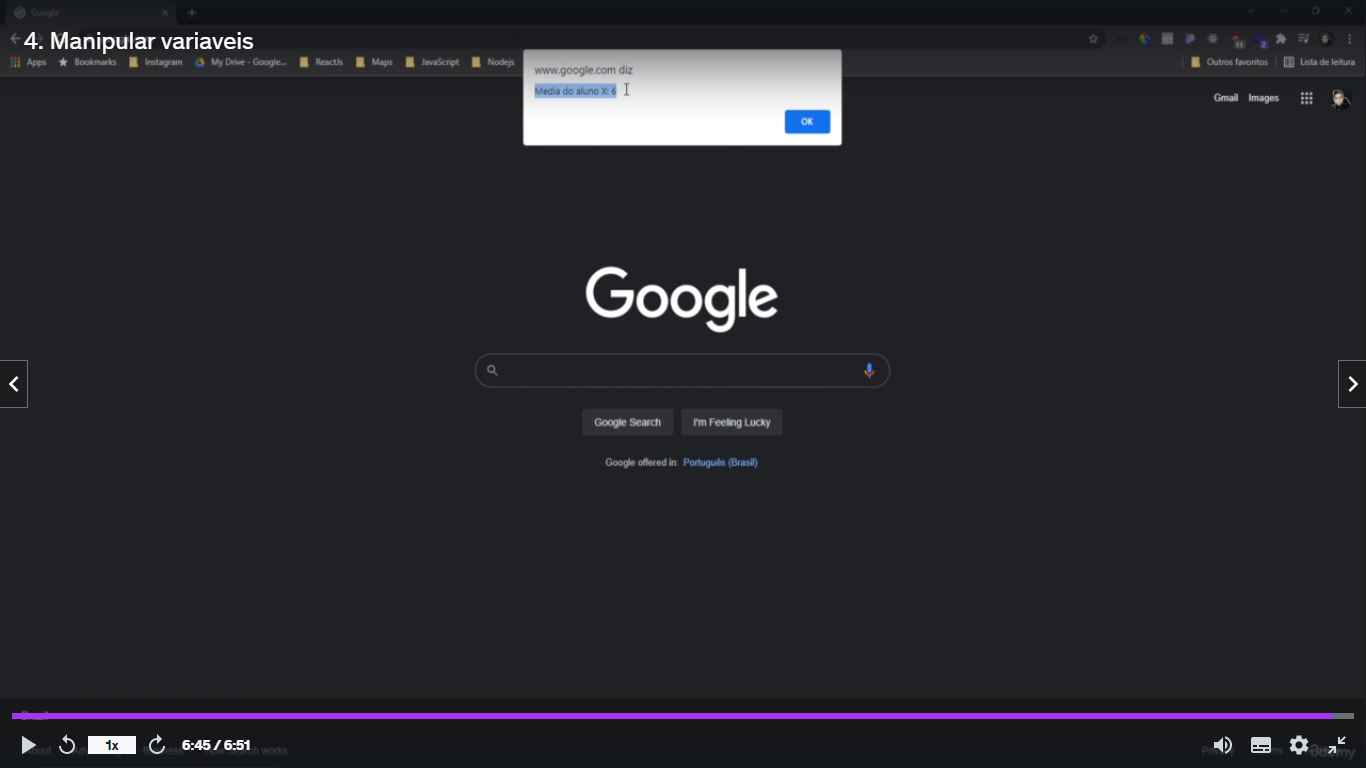 Google
4. Manipular variaveis
Apps Bookmarks Instagram My Drive - Google... ReactJs Maps JavaScript Nodejs Outros favoritos Lista de leitura
www.google.com diz
Media do aluno X: 6
OK
Gmail Images
Google
Google Search I'm Feeling Lucky
Google offered in: Português (Brasil)
Brazil
1x 6:45 / 6:51
udemy